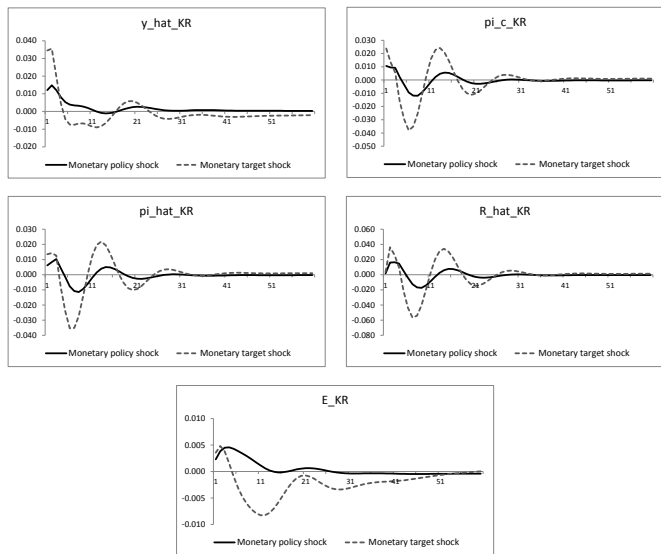 y_hat_KR
0.040
0.030
0.020
0.010
0.000
-0.010
-0.020
1 11 21 31 41 51
Monetary policy shock Monetary target shock
pi_c_KR
0.030
0.020
0.010
0.000
-0.010
-0.020
-0.030
-0.040
-0.050
1 11 21 31 41 51
Monetary policy shock Monetary target shock
pi_hat_KR
0.030
0.020
0.010
0.000
-0.010
-0.020
-0.030
-0.040
1 11 21 31 41 51
Monetary policy shock Monetary target shock
R_hat_KR
0.060
0.040
0.020
0.000
-0.020
-0.040
-0.060
-0.080
1 11 21 31 41 51
Monetary policy shock Monetary target shock
E_KR
0.010
0.005
0.000
-0.005
-0.010
1 11 21 31 41 51
Monetary policy shock Monetary target shock